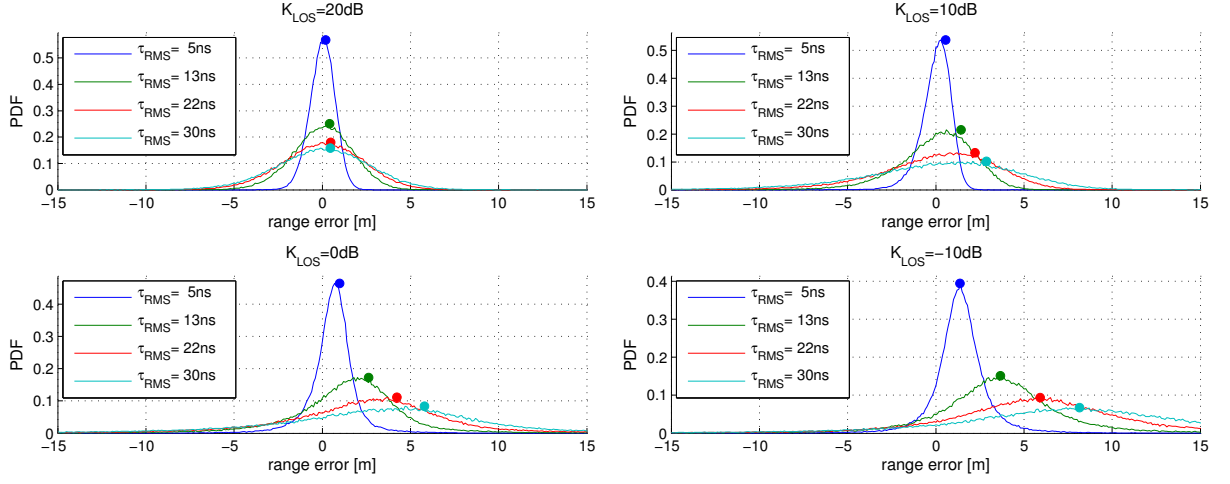 K_LOS=20dB
τ_RMS= 5ns
τ_RMS= 13ns
τ_RMS= 22ns
τ_RMS= 30ns
PDF
0.5
0.4
0.3
0.2
0.1
0
−15 −10 −5 0 5 10 15
range error [m]
K_LOS=10dB
τ_RMS= 5ns
τ_RMS= 13ns
τ_RMS= 22ns
τ_RMS= 30ns
PDF
0.5
0.4
0.3
0.2
0.1
0
−15 −10 −5 0 5 10 15
range error [m]
K_LOS=0dB
τ_RMS= 5ns
τ_RMS= 13ns
τ_RMS= 22ns
τ_RMS= 30ns
PDF
0.4
0.3
0.2
0.1
0
−15 −10 −5 0 5 10 15
range error [m]
K_LOS=−10dB
τ_RMS= 5ns
τ_RMS= 13ns
τ_RMS= 22ns
τ_RMS= 30ns
PDF
0.4
0.3
0.2
0.1
0
−15 −10 −5 0 5 10 15
range error [m]